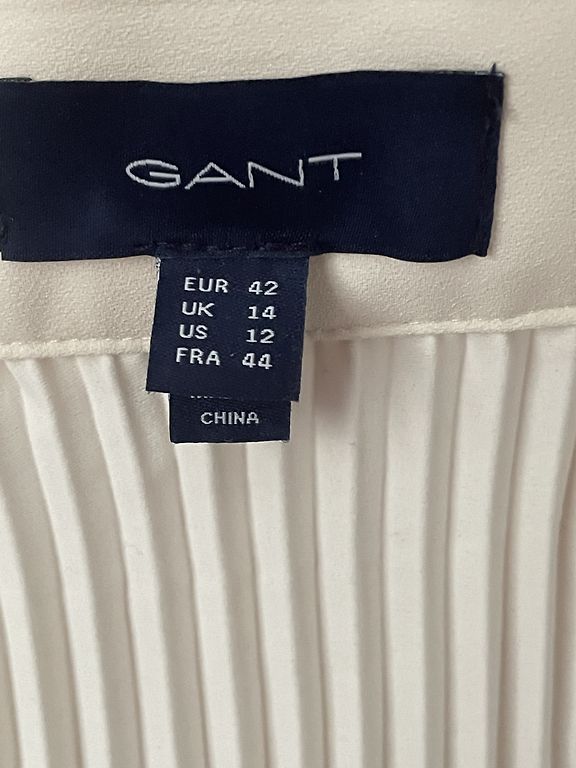 GANT
EUR 42
UK 14
US 12
FRA 44
CHINA